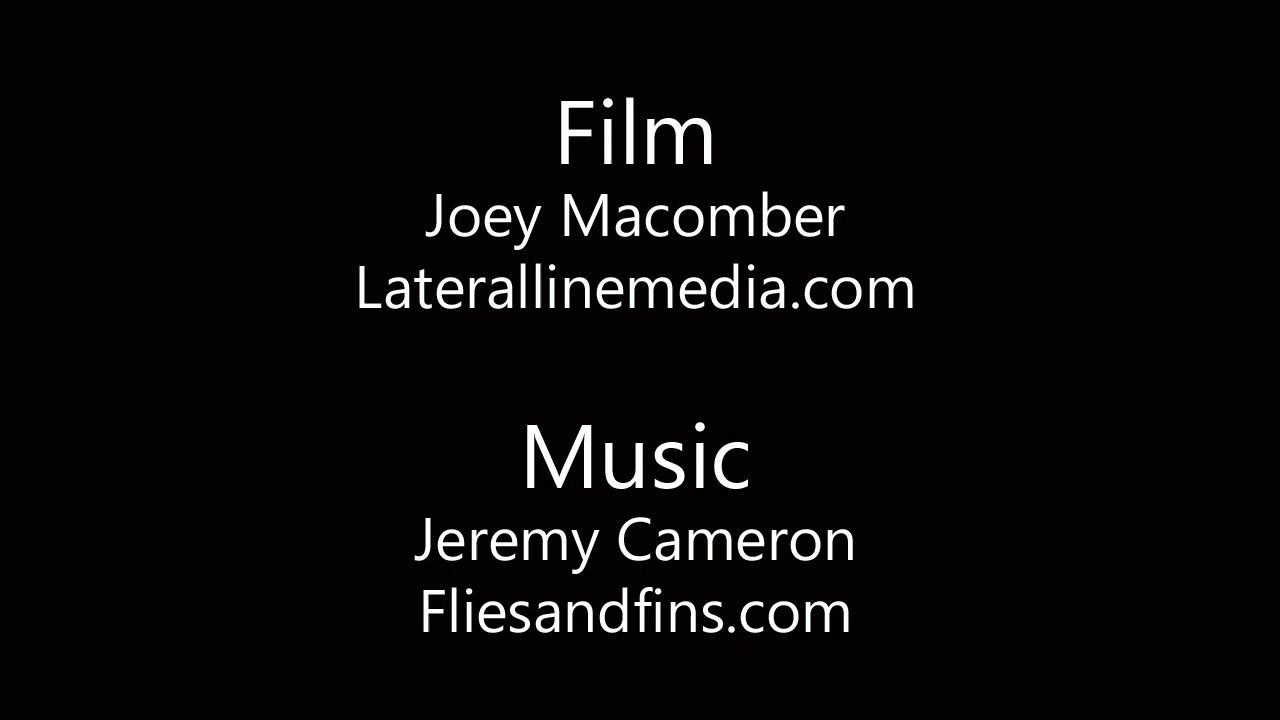 Film
Joey Macomber
Laterallinemedia.com
Music
Jeremy Cameron
Fliesandfins.com